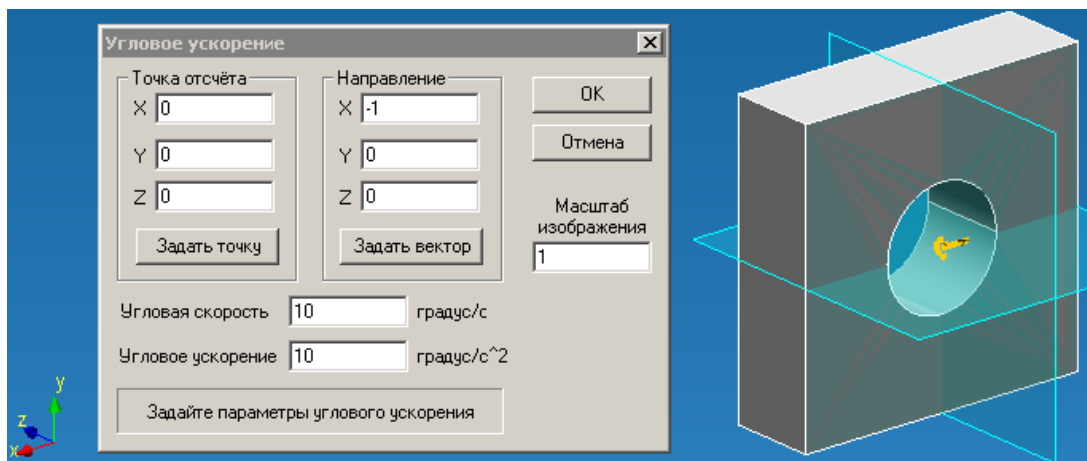 Угловое ускорение
Точка отсчёта
X 0
Y 0
Z 0
Задать точку
Направление
X -1
Y 0
Z 0
Задать вектор
OK
Отмена
Масштаб
изображения
1
Угловая скорость 10 градус/с
Угловое ускорение 10 градус/с^2
Задайте параметры углового ускорения
y
z
x